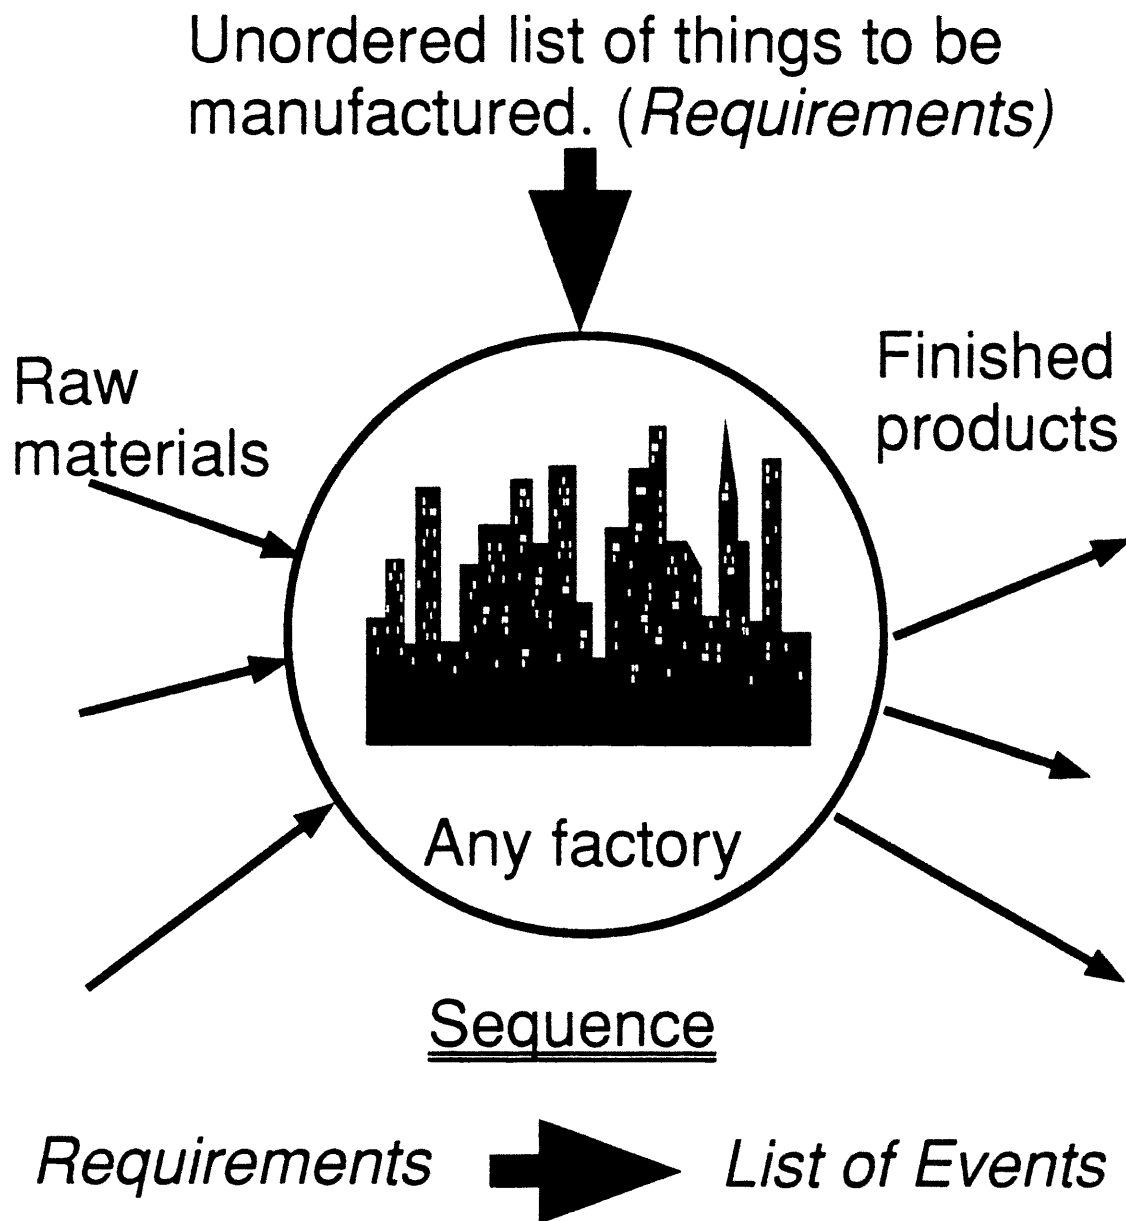 Unordered list of things to be
manufactured. (Requirements)
Raw
materials
Finished
products
Any factory
Sequence
Requirements
List of Events